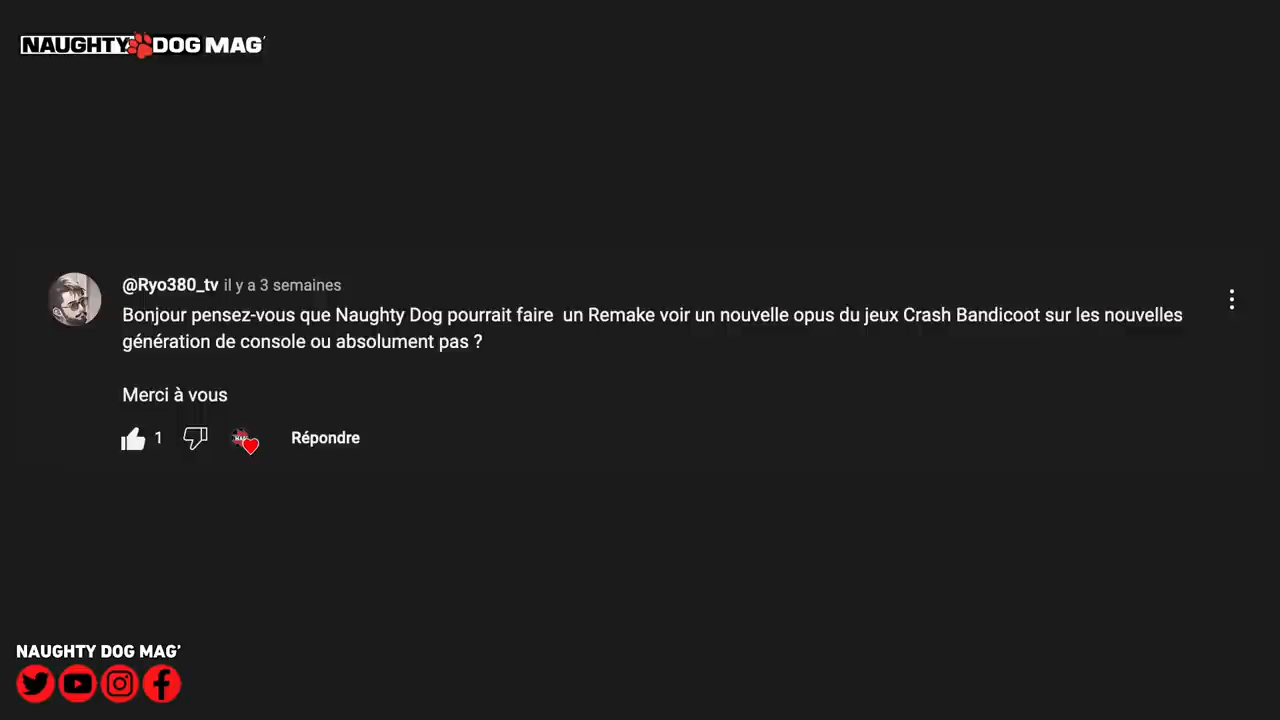 NAUGHTY DOG MAG'
@Ryo380_tv il y a 3 semaines
Bonjour pensez-vous que Naughty Dog pourrait faire  un Remake voir un nouvelle opus du jeux Crash Bandicoot sur les nouvelles
génération de console ou absolument pas ?
Merci à vous
1 Répondre
NAUGHTY DOG MAG'